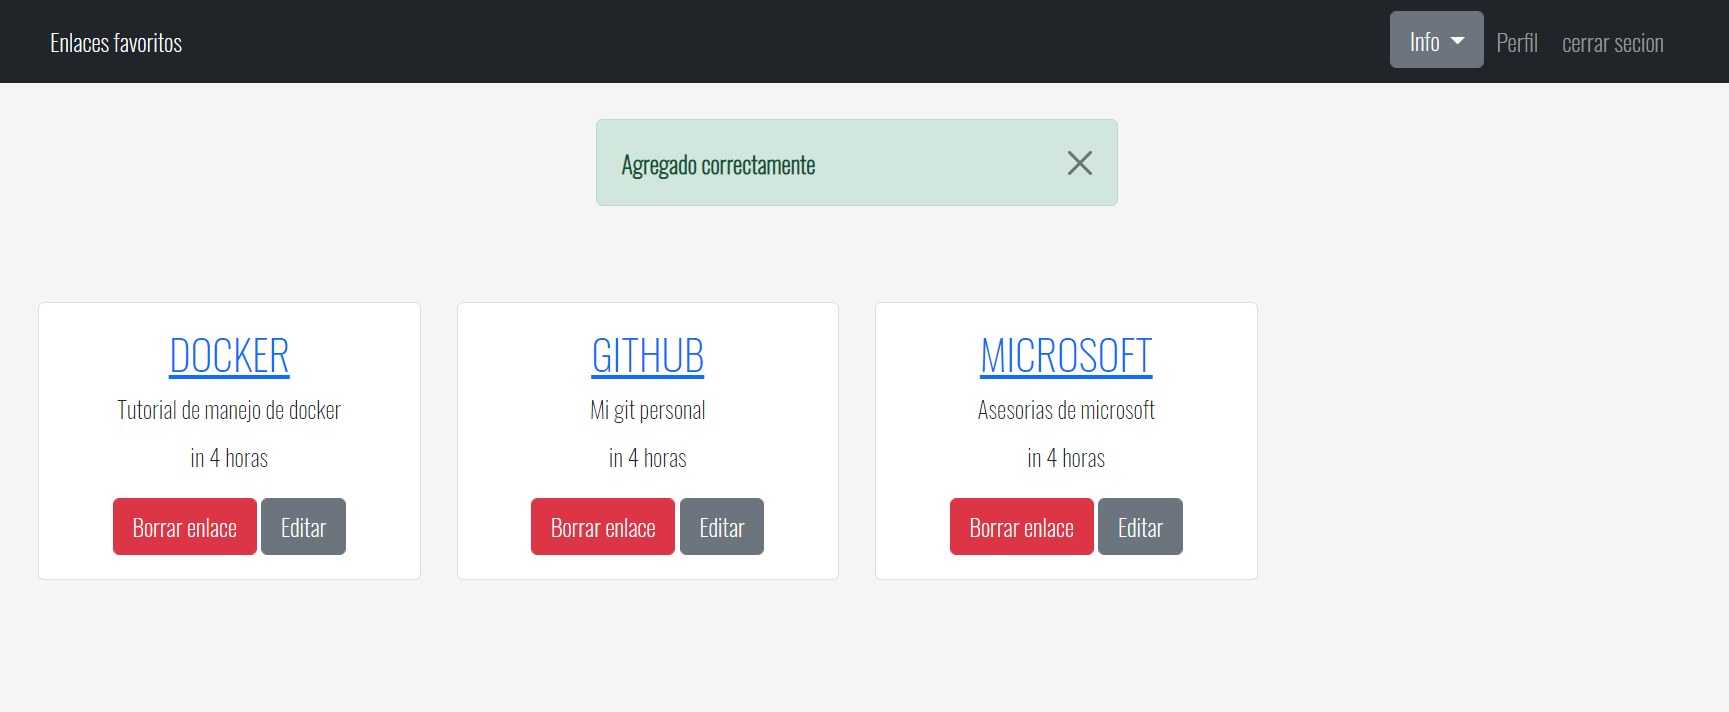 Enlaces favoritos
Info
Perfil
cerrar secion
Agregado correctamente
DOCKER
Tutorial de manejo de docker
in 4 horas
Borrar enlace
Editar
GITHUB
Mi git personal
in 4 horas
Borrar enlace
Editar
MICROSOFT
Asesorias de microsoft
in 4 horas
Borrar enlace
Editar